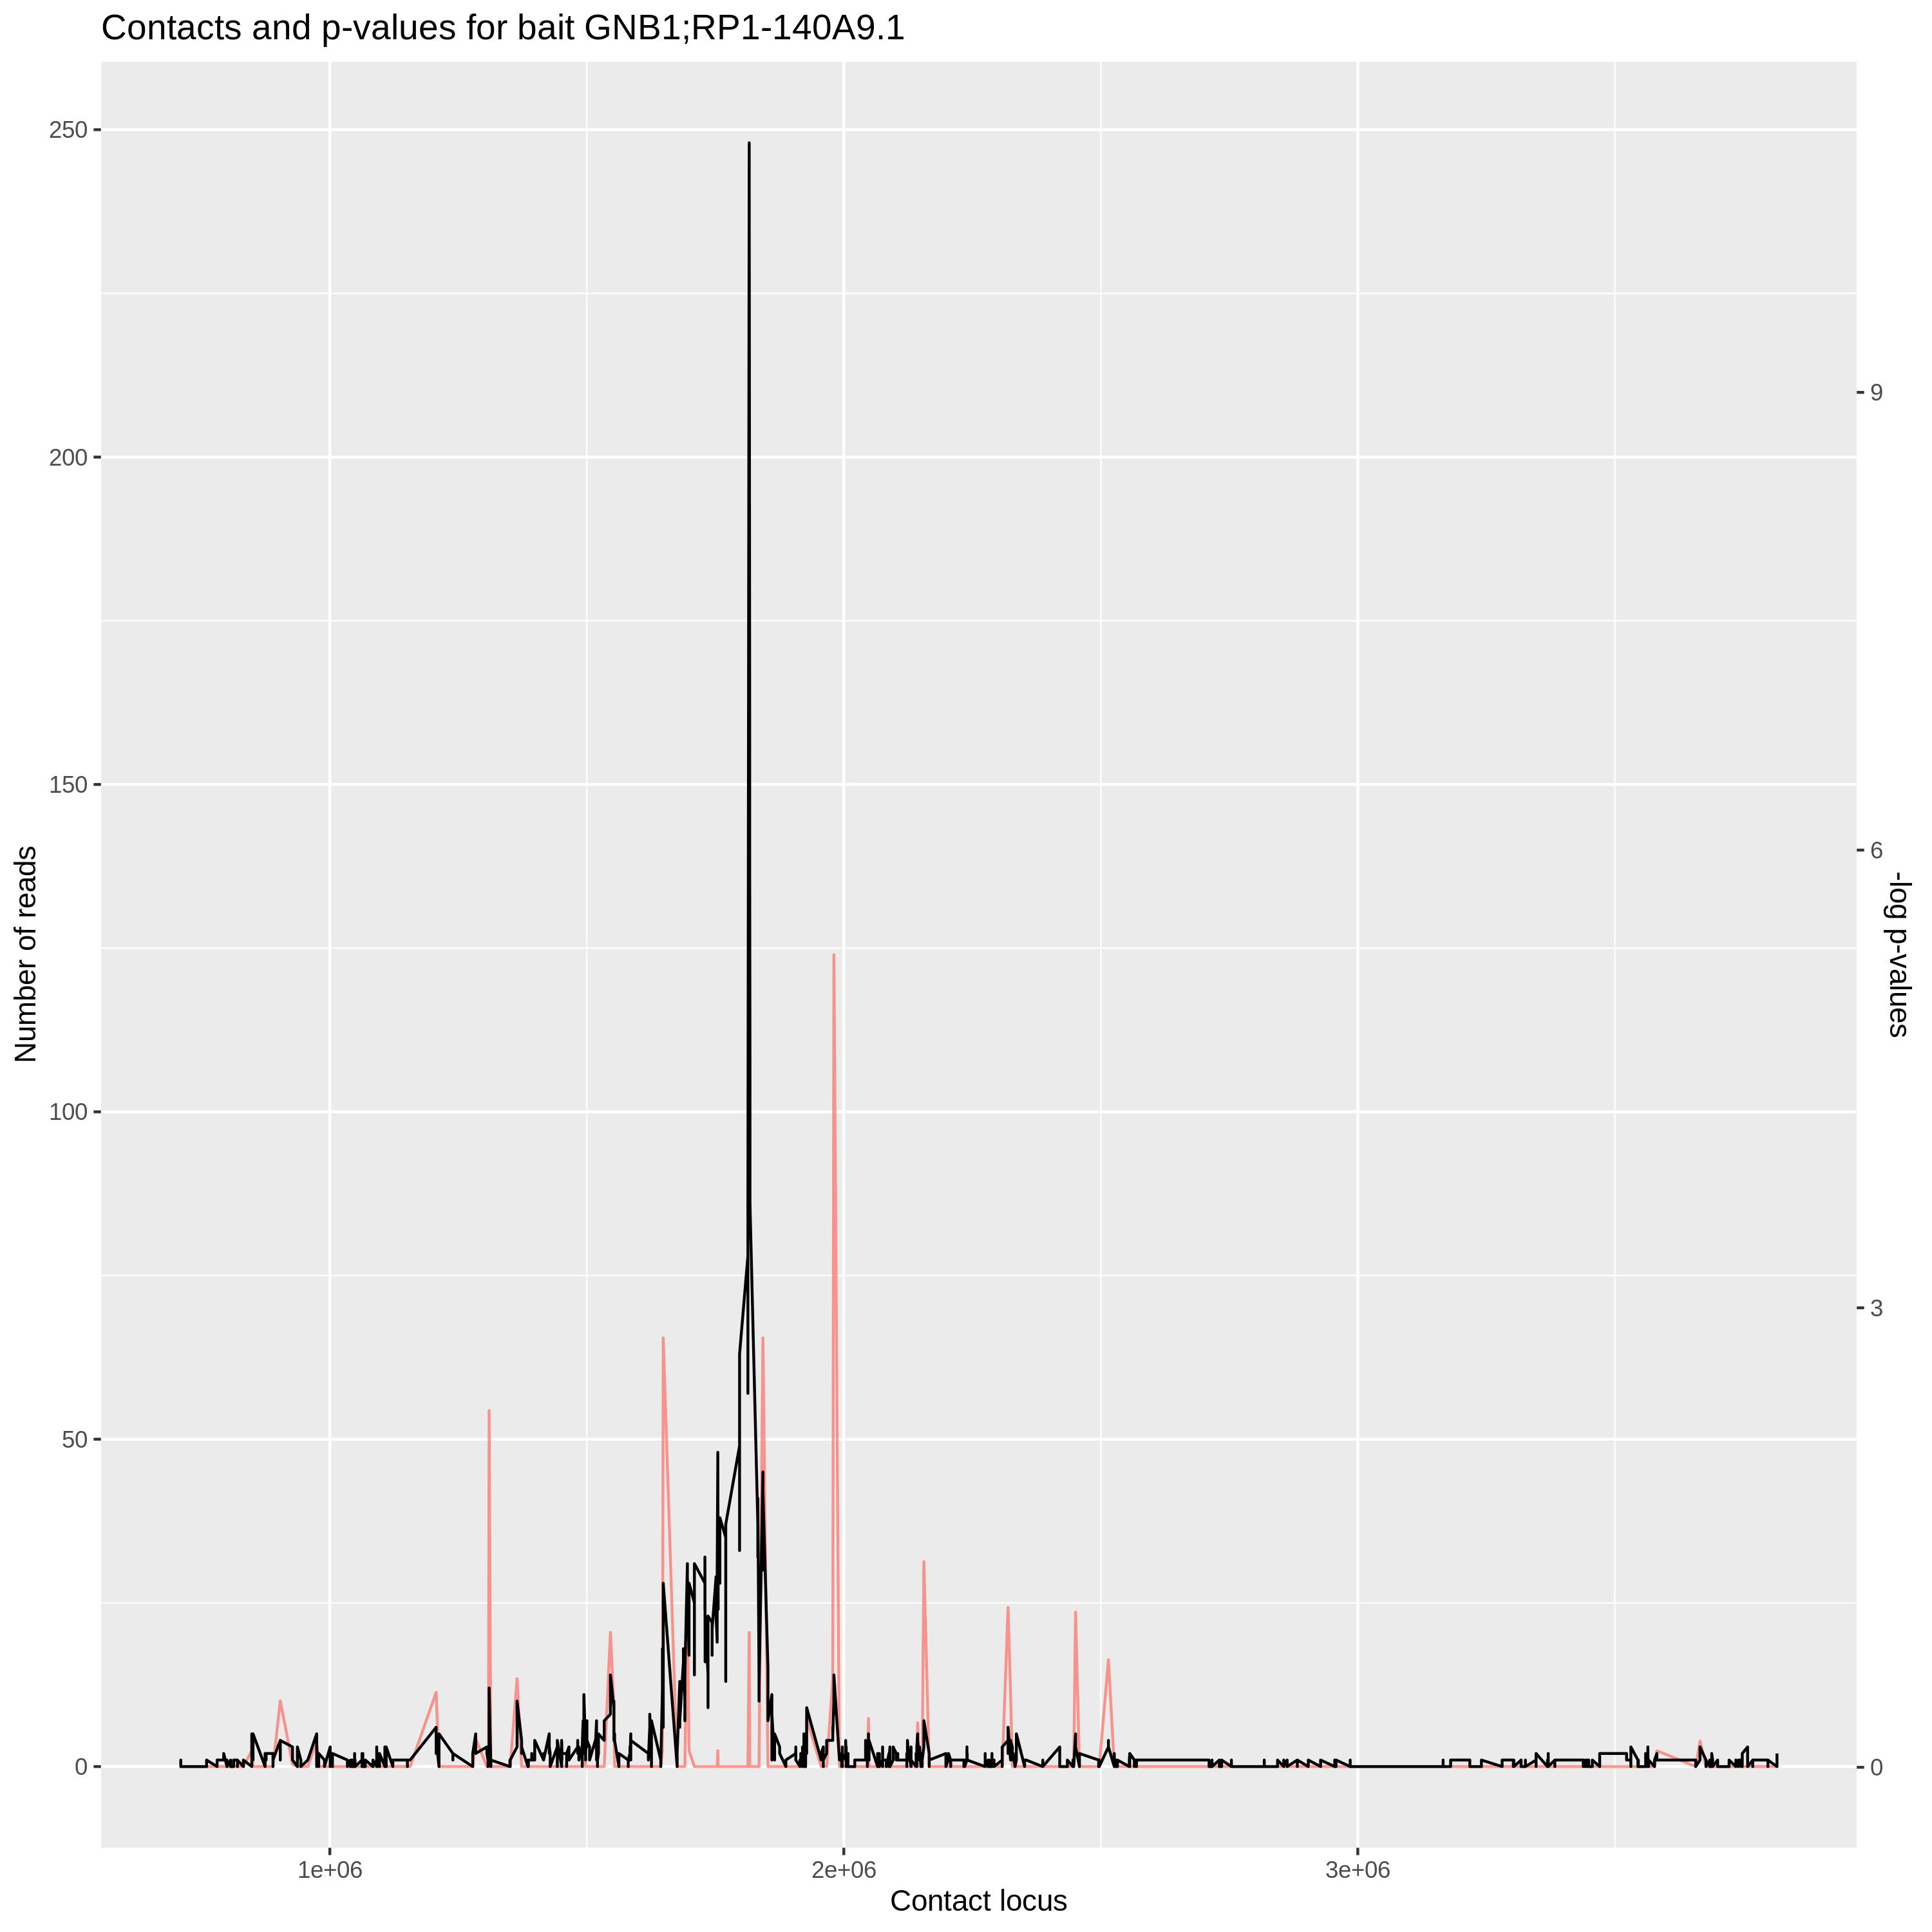 Contacts and p-values for bait GNB1;RP1-140A9.1
250
200
150
100
50
0
Number of reads
9
6
3
0
-log p-values
1e+06
2e+06
3e+06
Contact locus